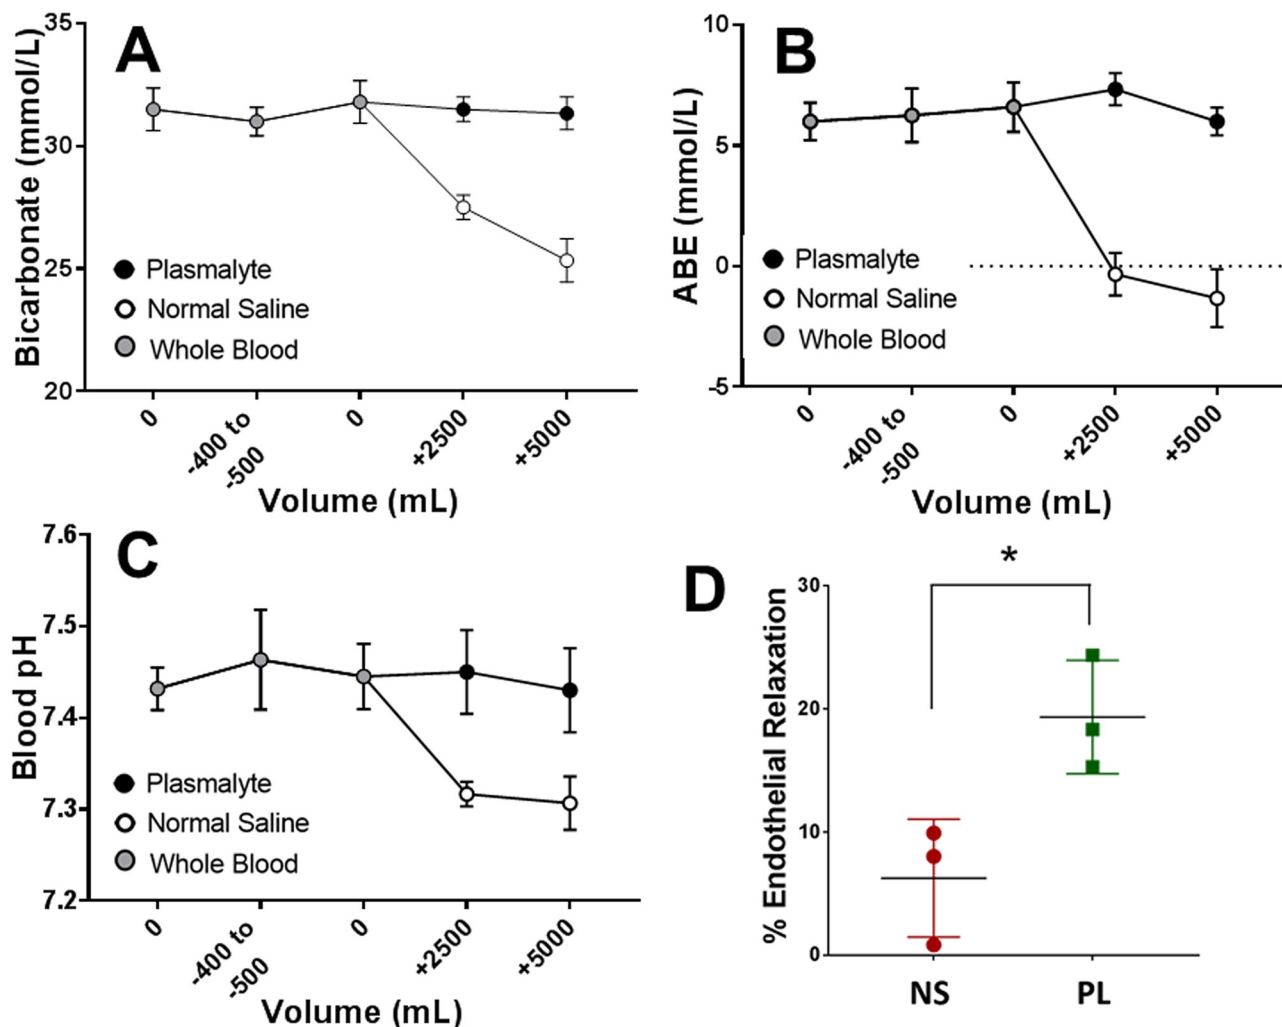 A
Bicarbonate (mmol/L)
35
30
25
20
Plasmalyte
Normal Saline
Whole Blood
0
-400 to
-500
0
+2500
+5000
Volume (mL)
B
ABE (mmol/L)
10
5
0
-5
Plasmalyte
Normal Saline
Whole Blood
0
-400 to
-500
0
+2500
+5000
Volume (mL)
C
Blood pH
7.6
7.5
7.4
7.3
7.2
Plasmalyte
Normal Saline
Whole Blood
0
-400 to
-500
0
+2500
+5000
Volume (mL)
D
% Endothelial Relaxation
30
20
10
0
*
NS
PL